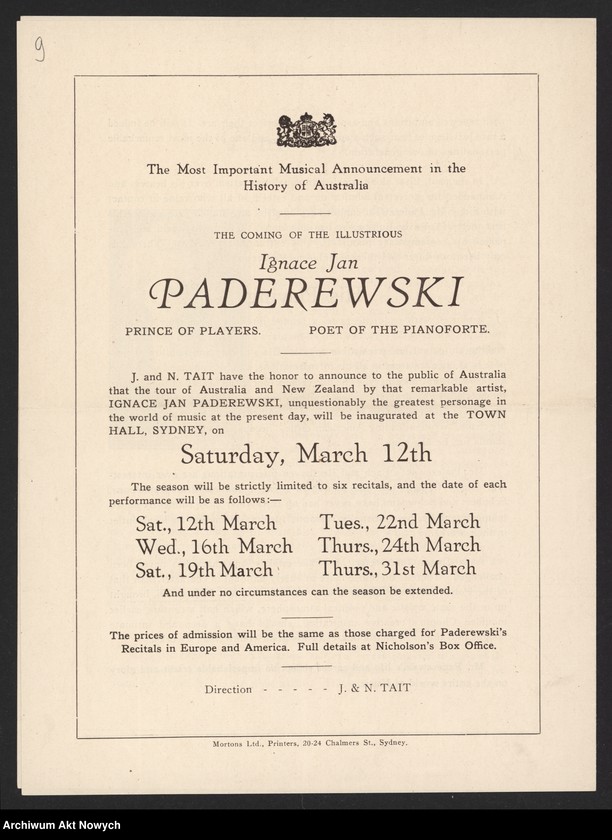 9
The Most Important Musical Announcement in the
History of Australia
THE COMING OF THE ILLUSTRIOUS
Ignace Jan
PADEREWSKI
PRINCE OF PLAYERS. POET OF THE PIANOFORTE.
J. and N. TAIT have the honor to announce to the public of Australia
that the tour of Australia and New Zealand by that remarkable artist,
IGNACE JAN PADEREWSKI, unquestionably the greatest personage in
the world of music at the present day, will be inaugurated at the TOWN
HALL, SYDNEY, on
Saturday, March 12th
The season will be strictly limited to six recitals, and the date of each
performance will be as follows:—
Sat., 12th March Tues., 22nd March
Wed., 16th March Thurs., 24th March
Sat., 19th March Thurs., 31st March
And under no circumstances can the season be extended.
The prices of admission will be the same as those charged for Paderewski's
Recitals in Europe and America. Full details at Nicholson's Box Office.
Direction - - - - - J. & N. TAIT
Mortons Ltd., Printers, 20-24 Chalmers St., Sydney.
Archiwum Akt Nowych